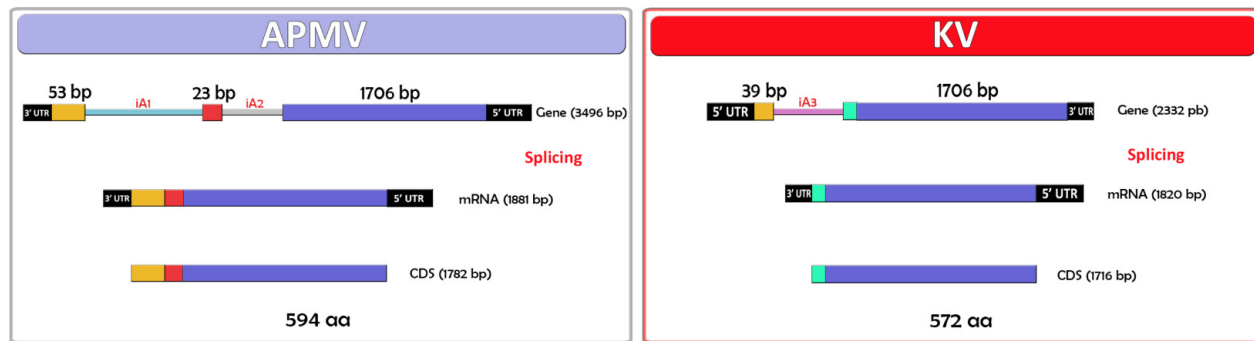 APMV
53 bp
iA1
23 bp
iA2
1706 bp
3' UTR
5' UTR
Gene (3496 bp)
Splicing
3' UTR
5' UTR
mRNA (1881 bp)
CDS (1782 bp)
594 aa
KV
39 bp
iA3
1706 bp
5' UTR
3' UTR
Gene (2332 pb)
Splicing
3' UTR
5' UTR
mRNA (1820 bp)
CDS (1716 bp)
572 aa